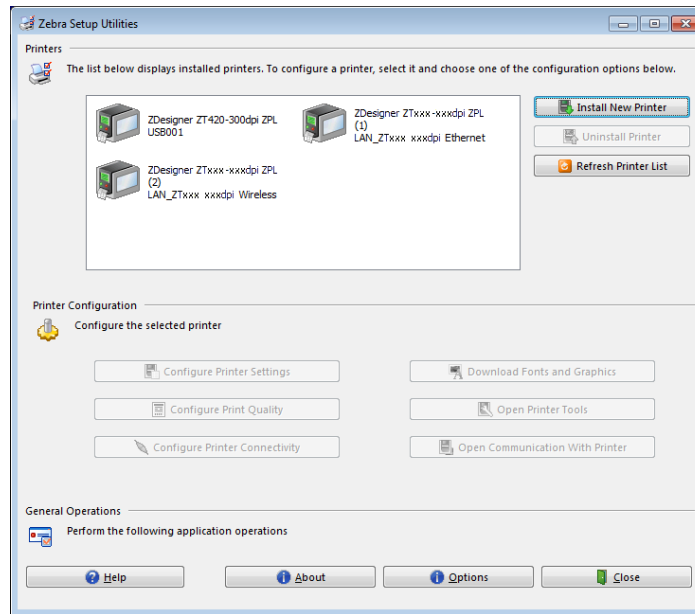 Zebra Setup Utilities
Printers
The list below displays installed printers. To configure a printer, select it and choose one of the configuration options below.
ZDesigner ZT420-300dpi ZPL
USB001
ZDesigner ZTxxx-xxxdpi ZPL
(1)
LAN_ZTxxx xxxdpi Ethernet
ZDesigner ZTxxx-xxxdpi ZPL
(2)
LAN_ZTxxx xxxdpi Wireless
Install New Printer
Uninstall Printer
Refresh Printer List
Printer Configuration
Configure the selected printer
Configure Printer Settings
Download Fonts and Graphics
Configure Print Quality
Open Printer Tools
Configure Printer Connectivity
Open Communication With Printer
General Operations
Perform the following application operations
Help
About
Options
Close